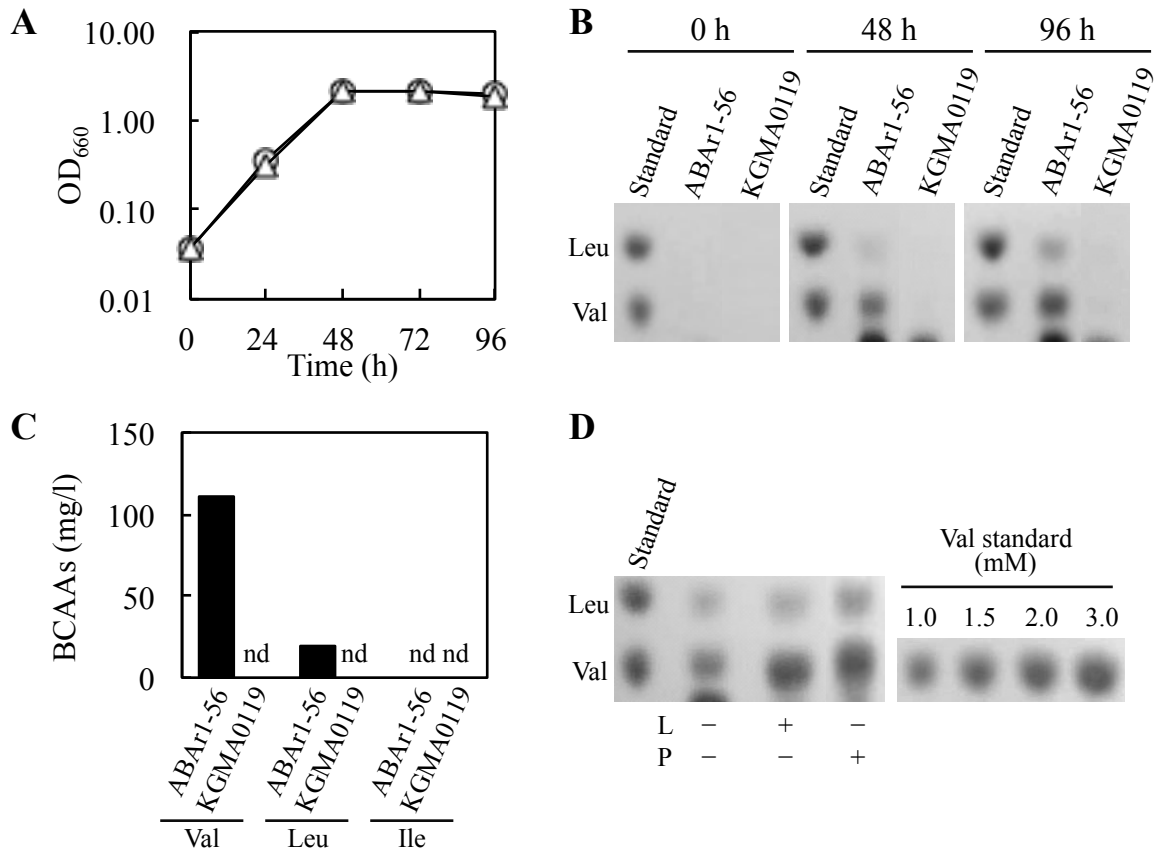 A
10.00
1.00
0.10
0.01
OD660
0 24 48 72 96
Time (h)
B
0 h 48 h 96 h
Standard ABAr1-56 KGMA0119 Standard ABAr1-56 KGMA0119 Standard ABAr1-56 KGMA0119
Leu
Val
C
150
100
50
0
BCAAs (mg/l)
nd nd nd nd
ABAr1-56 KGMA0119 ABAr1-56 KGMA0119 ABAr1-56 KGMA0119
Val Leu Ile
D
Standard
Val standard
(mM)
1.0 1.5 2.0 3.0
Leu
Val
L − + −
P − − +